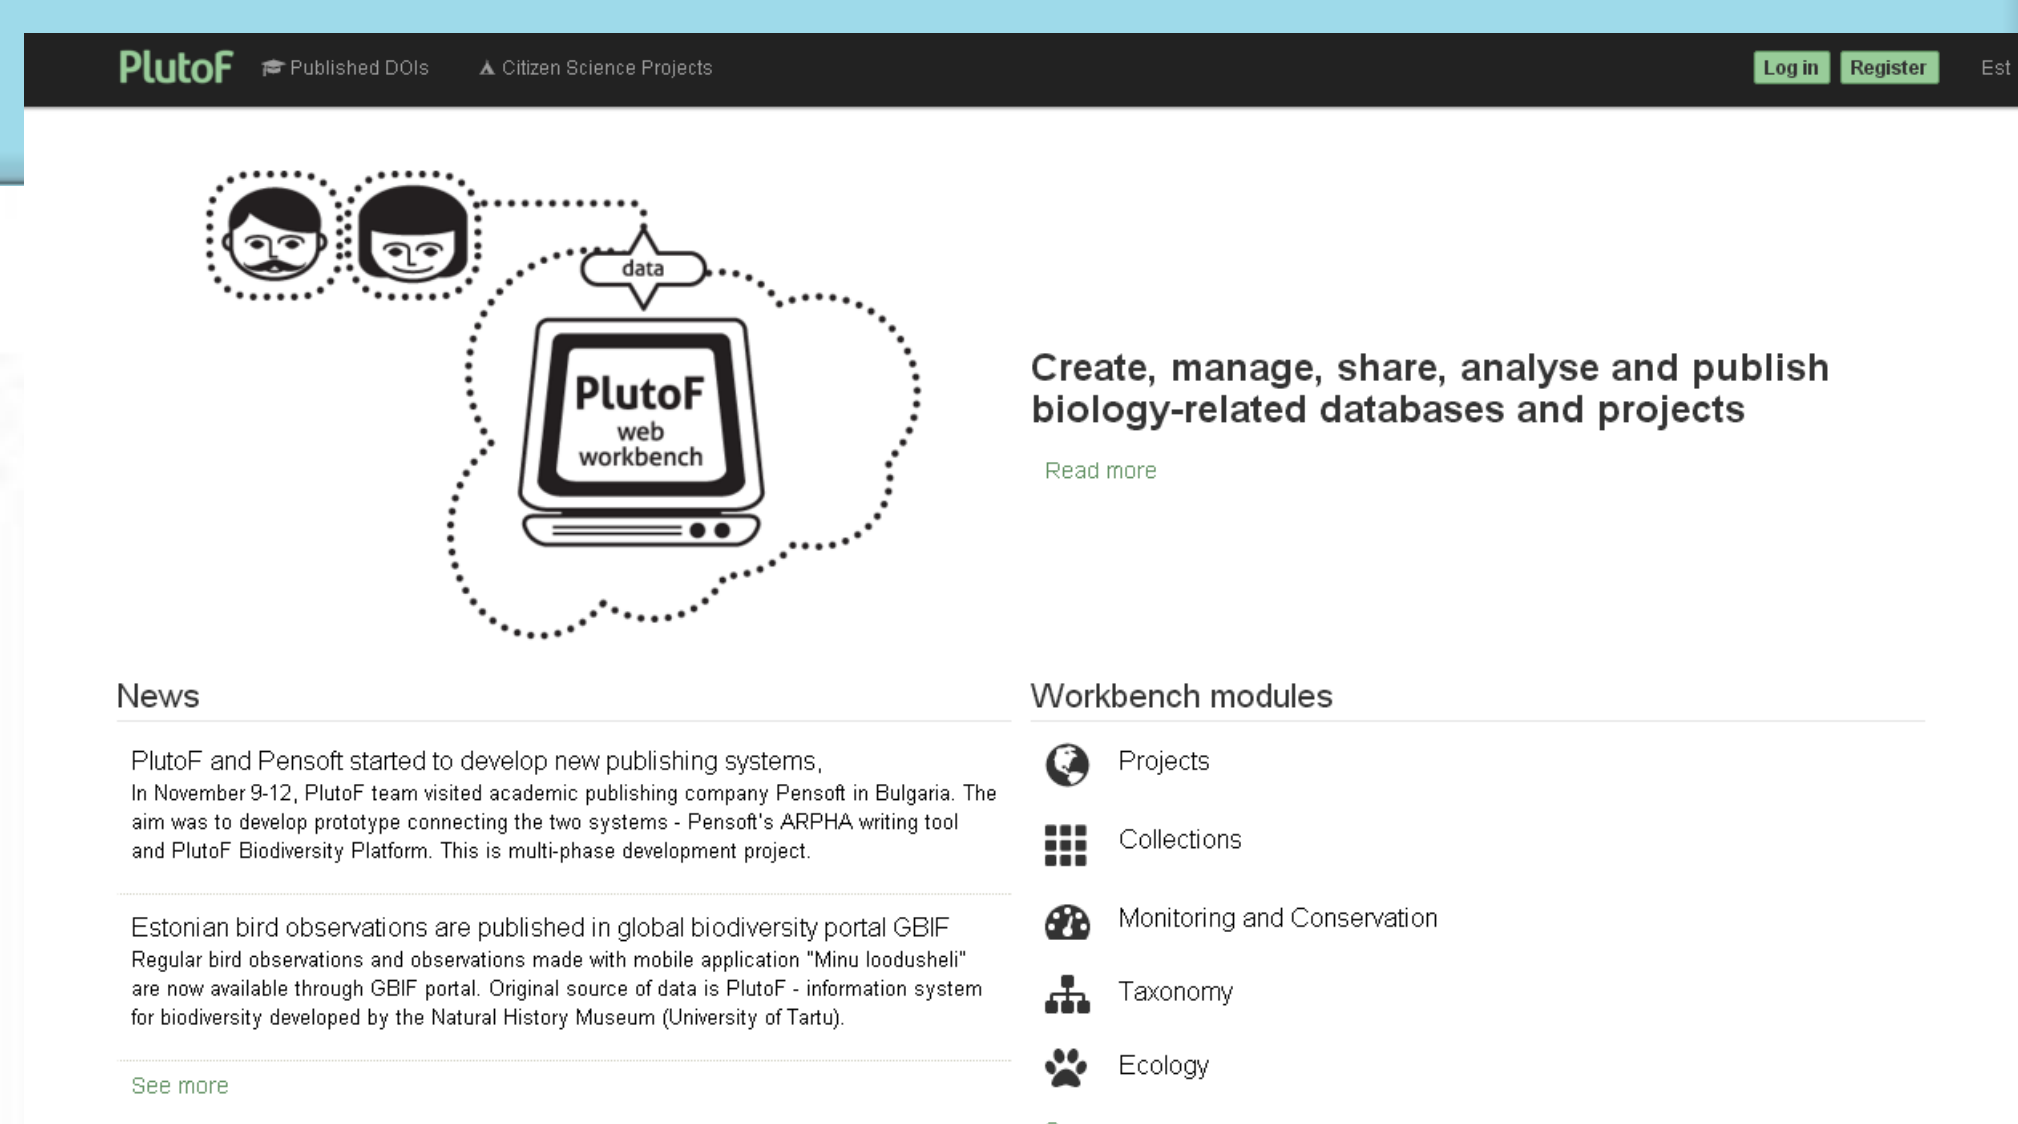 PlutoF
Published DOIs
Citizen Science Projects
Log in
Register
Est
data
PlutoF
web
workbench
Create, manage, share, analyse and publish
biology-related databases and projects
Read more
News
PlutoF and Pensoft started to develop new publishing systems,
In November 9-12, PlutoF team visited academic publishing company Pensoft in Bulgaria. The
aim was to develop prototype connecting the two systems - Pensoft's ARPHA writing tool
and PlutoF Biodiversity Platform. This is multi-phase development project.
Estonian bird observations are published in global biodiversity portal GBIF
Regular bird observations and observations made with mobile application "Minu loodusheli"
are now available through GBIF portal. Original source of data is PlutoF - information system
for biodiversity developed by the Natural History Museum (University of Tartu).
See more
Workbench modules
Projects
Collections
Monitoring and Conservation
Taxonomy
Ecology